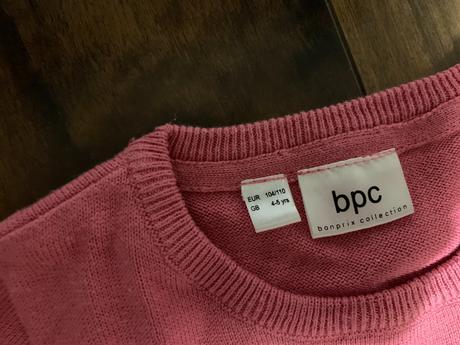 EUR 104/110
GB 4-5 yrs
bpc
bonprix collection